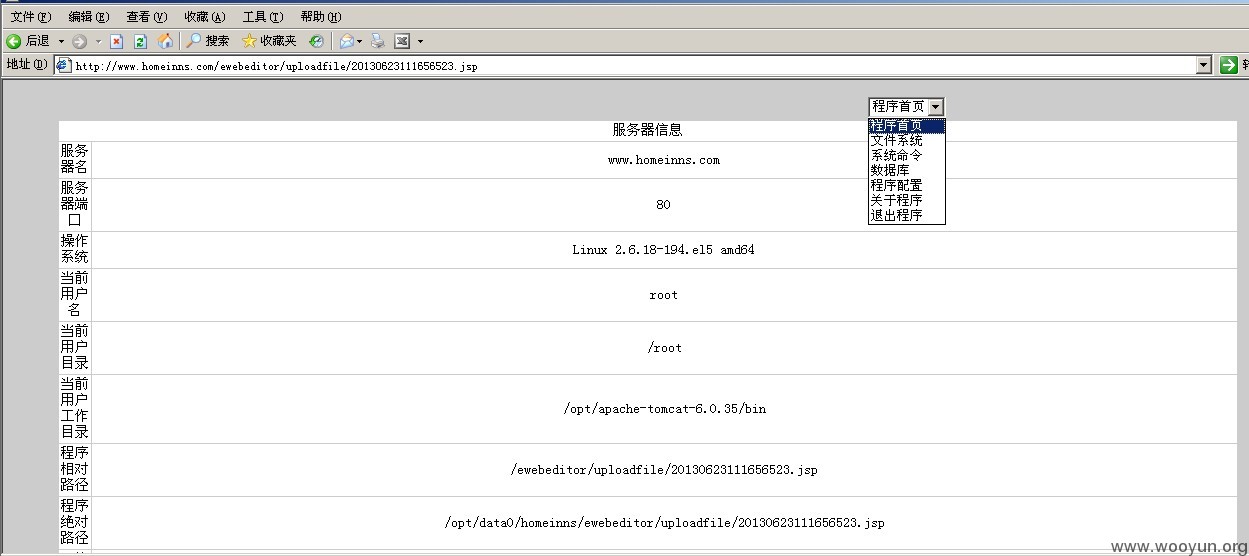 文件(F) 编辑(E) 查看(V) 收藏(A) 工具(T) 帮助(H)
后退 搜索 收藏夹
地址(D) http://www.homeinns.com/ewebeditor/uploadfile/20130623111656523.jsp
程序首页
程序首页
文件系统
系统命令
数据库
程序配置
关于程序
退出程序
服务器信息
服务
器名
www.homeinns.com
服务
器端
口
80
操作
系统
Linux 2.6.18-194.el5 amd64
当前
用户
名
root
当前
用户
目录
/root
当前
用户
工作
目录
/opt/apache-tomcat-6.0.35/bin
程序
相对
路径
/ewebeditor/uploadfile/20130623111656523.jsp
程序
绝对
路径
/opt/data0/homeinns/ewebeditor/uploadfile/20130623111656523.jsp
www.wooyun.org